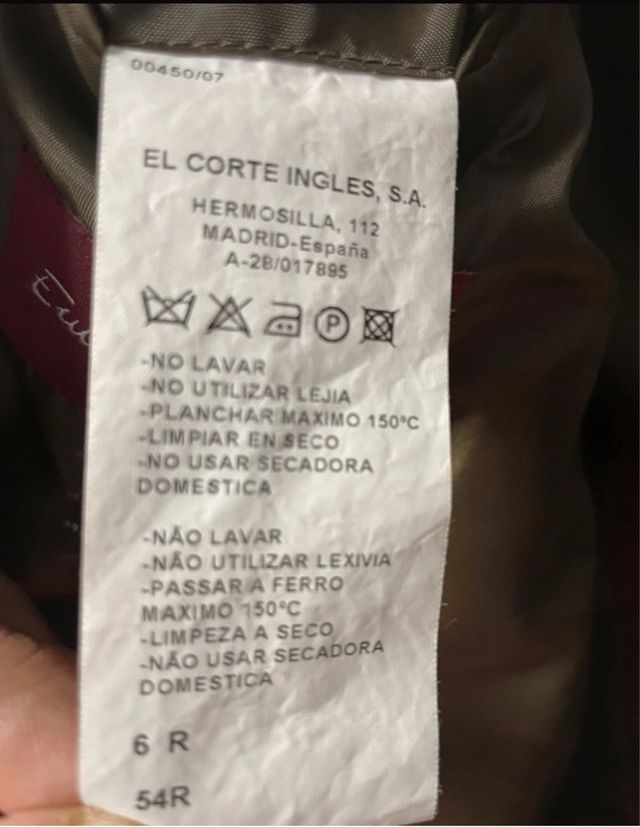 00450/07
EL CORTE INGLES, S.A.
HERMOSILLA, 112
MADRID-España
A-28/017895
P
-NO LAVAR
-NO UTILIZAR LEJIA
-PLANCHAR MAXIMO 150°C
-LIMPIAR EN SECO
-NO USAR SECADORA
DOMESTICA
-NÃO LAVAR
-NÃO UTILIZAR LEXIVIA
-PASSAR A FERRO
MAXIMO 150°C
-LIMPEZA A SECO
-NÃO USAR SECADORA
DOMESTICA
6 R
54R